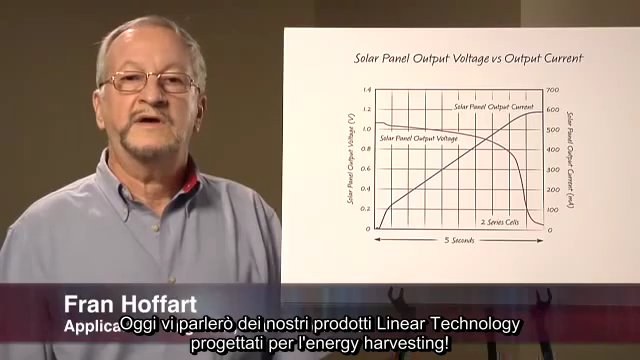 Solar Panel Output Voltage vs Output Current
1.4
1.2
1.0
0.8
0.6
0.4
0.2
0
Solar Panel Output Voltage (V)
700
600
500
400
300
200
100
0
Solar Panel Output Current (mA)
Solar Panel Output Current
Solar Panel Output Voltage
2 Series Cells
5 Seconds
Fran Hoffart
Oggi vi parlerò dei nostri prodotti Linear Technology
progettati per l'energy harvesting!